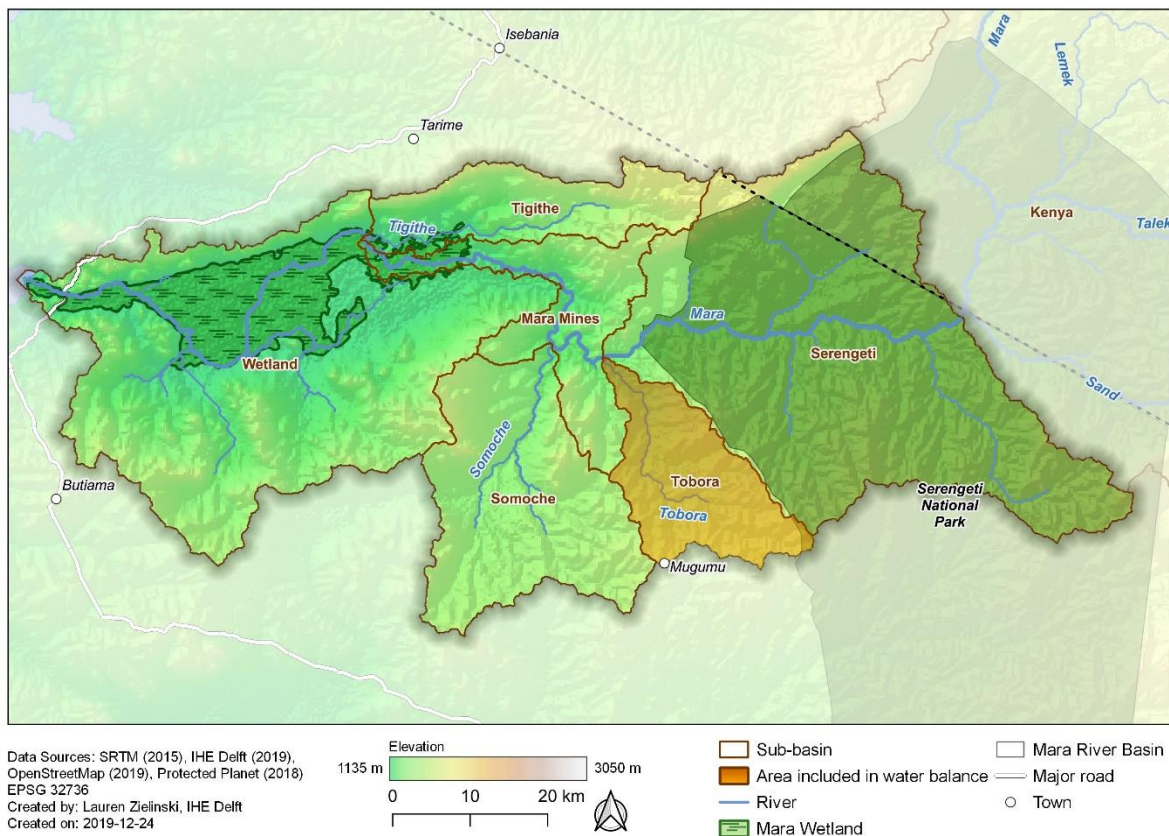 Isebania
Mara
Lemek
Tarime
Tigithe
Tigithe
Kenya
Talek
Mara
Mara Mines
Serengeti
Wetland
Sand
Somoche
Tobora
Somoche
Tobora
Butiama
Serengeti
National
Park
Mugumu
Data Sources: SRTM (2015), IHE Delft (2019),
OpenStreetMap (2019), Protected Planet (2018)
EPSG 32736
Created by: Lauren Zielinski, IHE Delft
Created on: 2019-12-24
Elevation
1135 m 3050 m
0 10 20 km
Sub-basin
Area included in water balance
River
Mara Wetland
Mara River Basin
Major road
Town